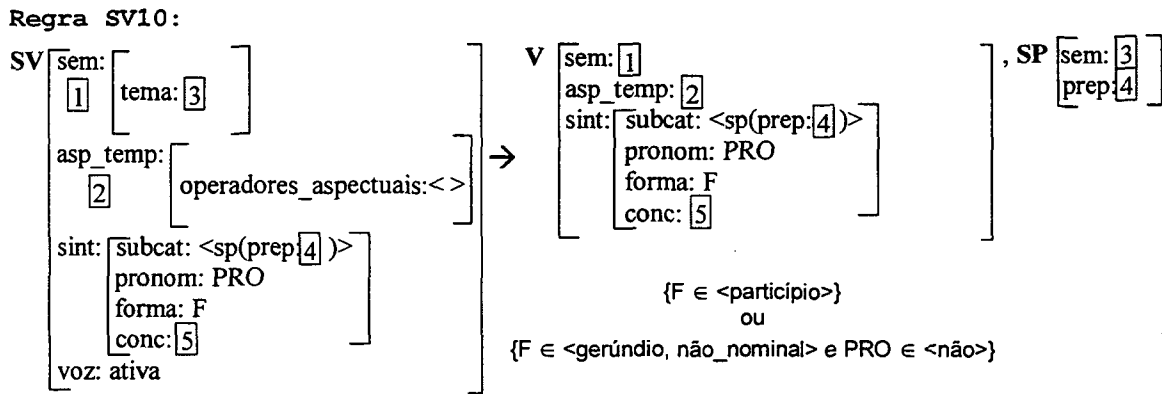 Regra SV10:
SV sem: 1 tema: 3
asp_temp: 2 operadores_aspectuais:< >
sint: subcat: <sp(prep:4 )>
pronom: PRO
forma: F
conc: 5
voz: ativa
→
V sem: 1
asp_temp: 2
sint: subcat: <sp(prep:4)>
pronom: PRO
forma: F
conc: 5
, SP sem: 3
prep:4
{F ∈ <particípio>}
ou
{F ∈ <gerúndio, não_nominal> e PRO ∈ <não>}